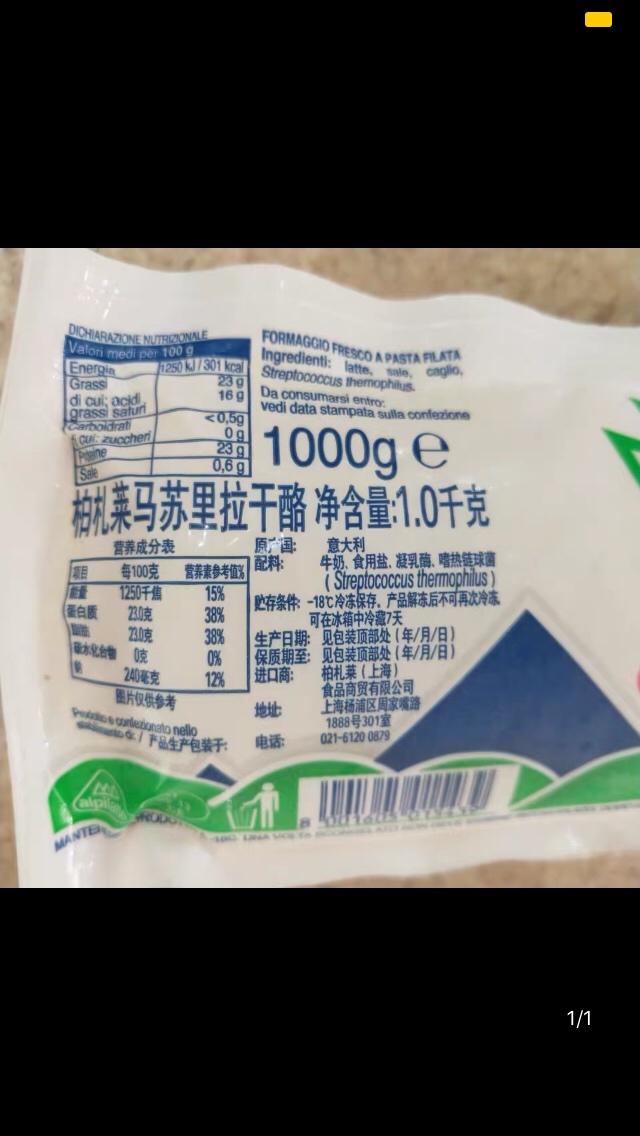 DICHIARAZIONE NUTRIZIONALE
Valori medi per 100 g
Energia 1250 kJ / 301 kcal
Grassi 23 g
di cui: acidi grassi saturi 16 g
Carboidrati <0,5g
cui: zuccheri 0 g
23 g
Sale 0,6 g
FORMAGGIO FRESCO A PASTA FILATA
Ingredienti: latte, sale, caglio,
Streptococcus themophilus.
Da consumarsi entro:
vedi data stampata sulla confezione
1000g e
柏札莱马苏里拉干酪 净含量:1.0千克
营养成分表
项目 每100克 营养素参考值%
能量 1250千焦 15%
蛋白质 23.0克 38%
脂肪 23.0克 38%
碳水化合物 0克 0%
钠 240毫克 12%
图片仅供参考
Prodotto e confezionato nello
stabilimento di: / 产品生产包装于:
原产国: 意大利
配料: 牛奶、食用盐、凝乳酶、嗜热链球菌
( Streptococcus thermophilus )
贮存条件: -18℃冷冻保存。产品解冻后不可再次冷冻.
可在冰箱中冷藏7天
生产日期: 见包装顶部处 (年/月/日)
保质期至: 见包装顶部处 (年/月/日)
进口商: 柏札莱 (上海)
食品商贸有限公司
地址: 上海杨浦区周家嘴路
1888号301室
电话: 021-6120 0879